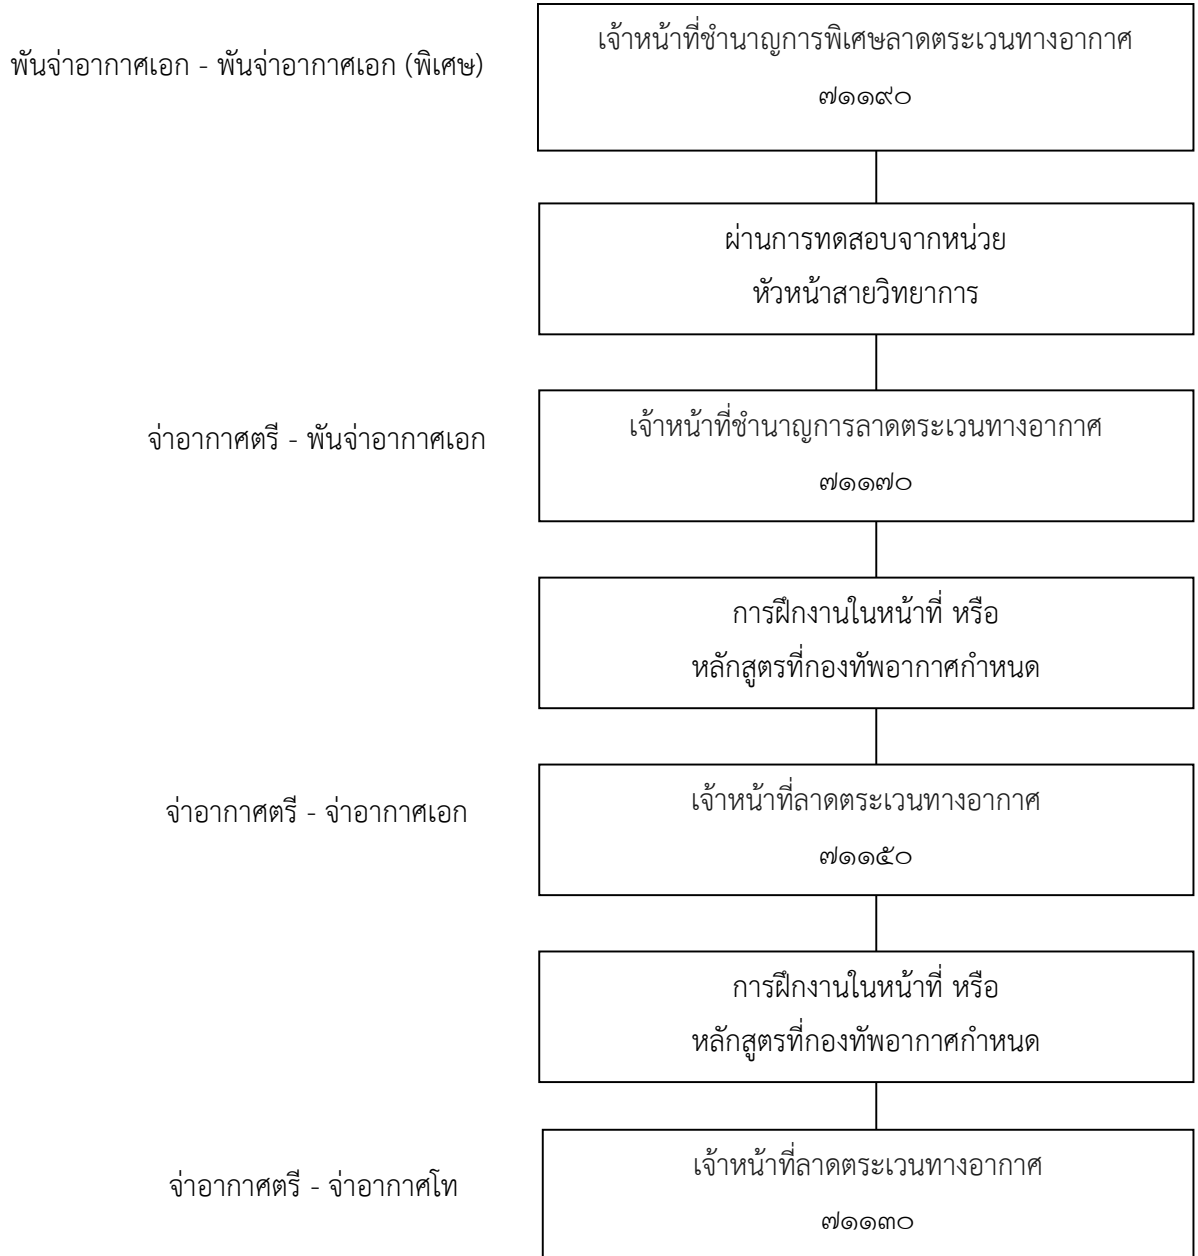 เจ้าหน้าที่ชำนาญการพิเศษลาดตระเวนทางอากาศ
พันจ่าอากาศเอก - พันจ่าอากาศเอก (พิเศษ)
๗๑๑๙๐
ผ่านการทดสอบจากหน่วย
หัวหน้าสายวิทยาการ
จ่าอากาศตรี - พันจ่าอากาศเอก
เจ้าหน้าที่ชำนาญการลาดตระเวนทางอากาศ
๗๑๑๗๐
การฝึกงานในหน้าที่ หรือ
หลักสูตรที่กองทัพอากาศกำหนด
จ่าอากาศตรี - จ่าอากาศเอก
เจ้าหน้าที่ลาดตระเวนทางอากาศ
๗๑๑๕๐
การฝึกงานในหน้าที่ หรือ
หลักสูตรที่กองทัพอากาศกำหนด
จ่าอากาศตรี - จ่าอากาศโท
เจ้าหน้าที่ลาดตระเวนทางอากาศ
๗๑๑๓๐